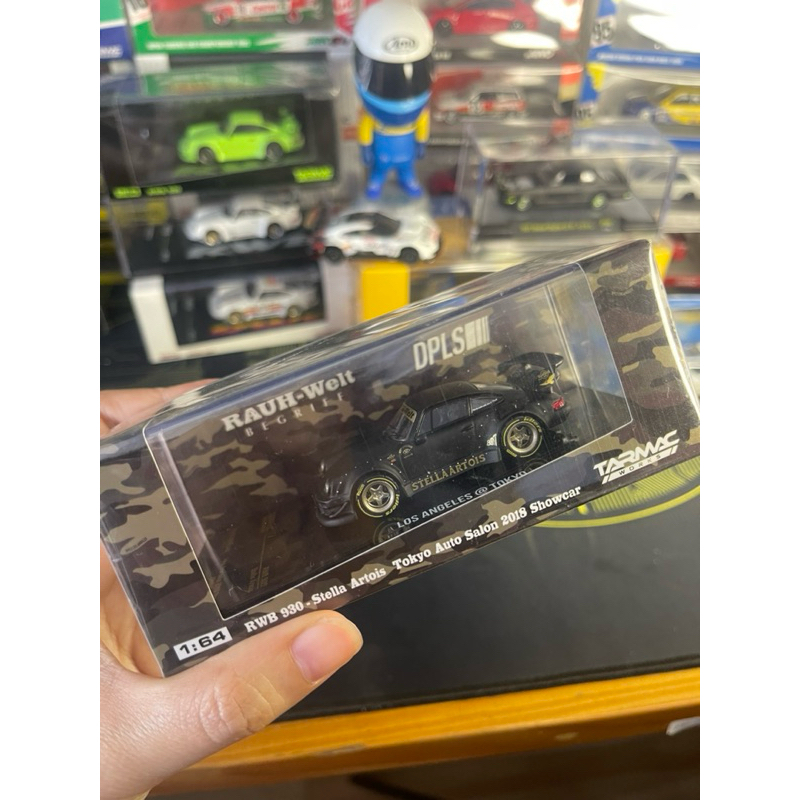 Arai
DPLS
RAUH-Welt
BEGRIFF
STELLA ARTOIS
LOS ANGELES @ TOKYO
TARMAC
WORKS
RWB 930 - Stella Artois Tokyo Auto Salon 2018 Showcar
1:64